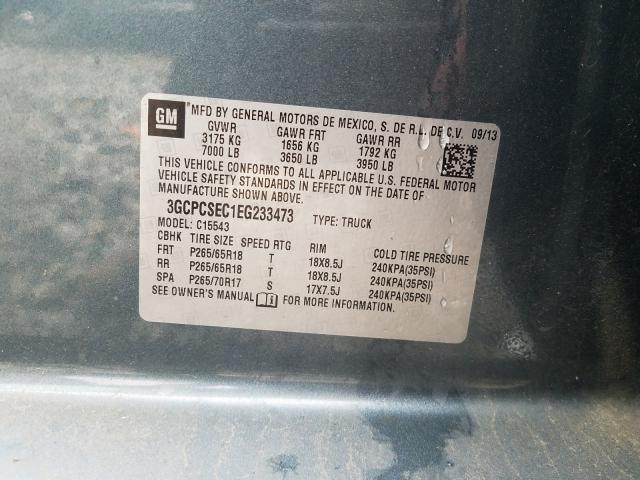 GM
MFD BY GENERAL MOTORS DE MEXICO, S. DE R.L. DE C.V. 09/13
GVWR GAWR FRT GAWR RR
3175 KG 1656 KG 1792 KG
7000 LB 3650 LB 3950 LB
THIS VEHICLE CONFORMS TO ALL APPLICABLE U.S. FEDERAL MOTOR
VEHICLE SAFETY STANDARDS IN EFFECT ON THE DATE OF
MANUFACTURE SHOWN ABOVE.
3GCPCSEC1EG233473 TYPE: TRUCK
MODEL: C15543
CBHK TIRE SIZE SPEED RTG RIM COLD TIRE PRESSURE
FRT P265/65R18 T 18X8.5J 240KPA(35PSI)
RR P265/65R18 T 18X8.5J 240KPA(35PSI)
SPA P265/70R17 S 17X7.5J 240KPA(35PSI)
SEE OWNER'S MANUAL FOR MORE INFORMATION.